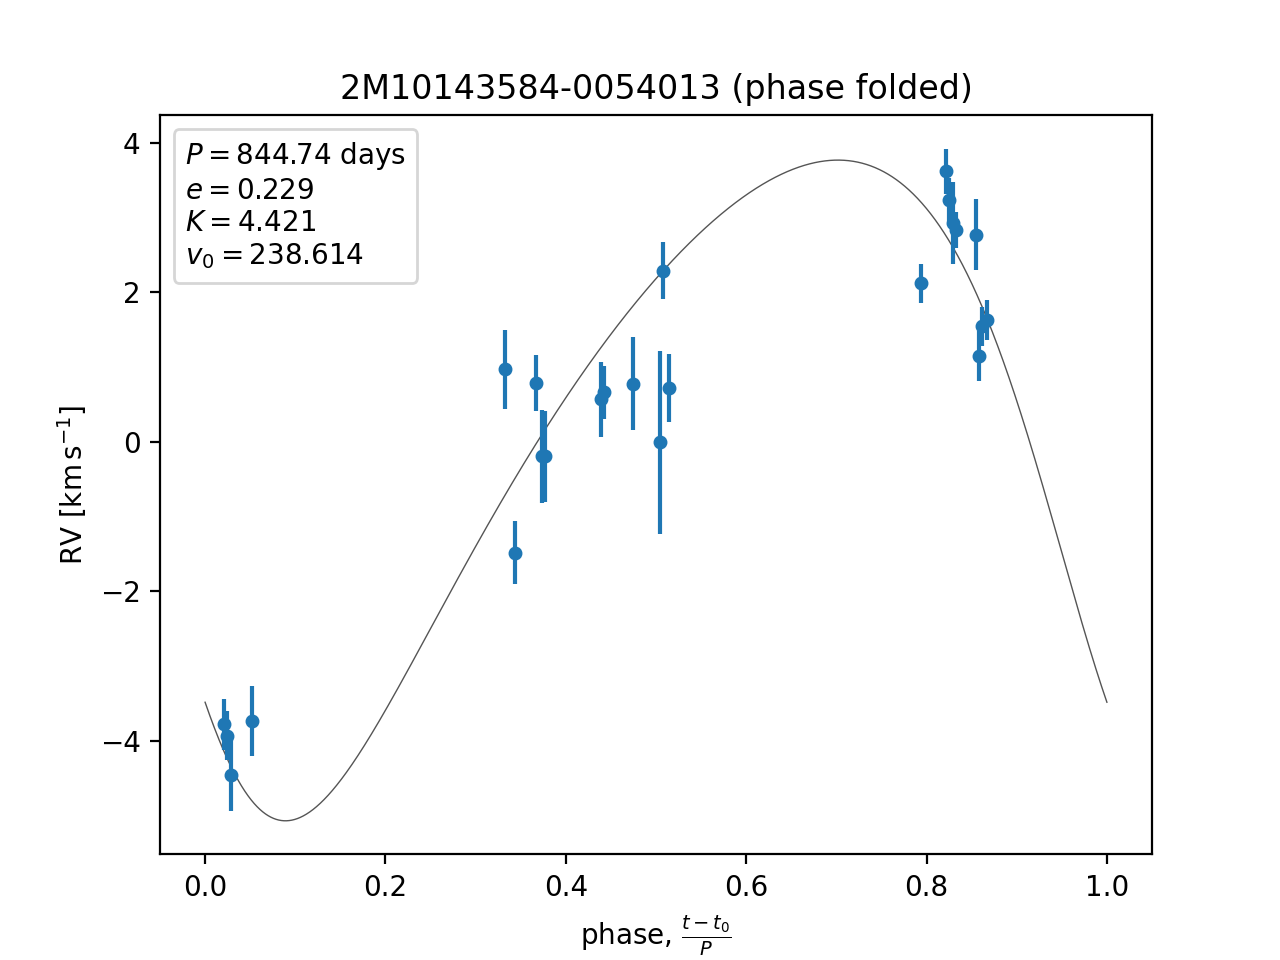 2M10143584-0054013 (phase folded)
P = 844.74 days
e = 0.229
K = 4.421
v₀ = 238.614
4
2
0
−2
−4
RV [km s⁻¹]
0.0 0.2 0.4 0.6 0.8 1.0
phase, (t − t₀)/P